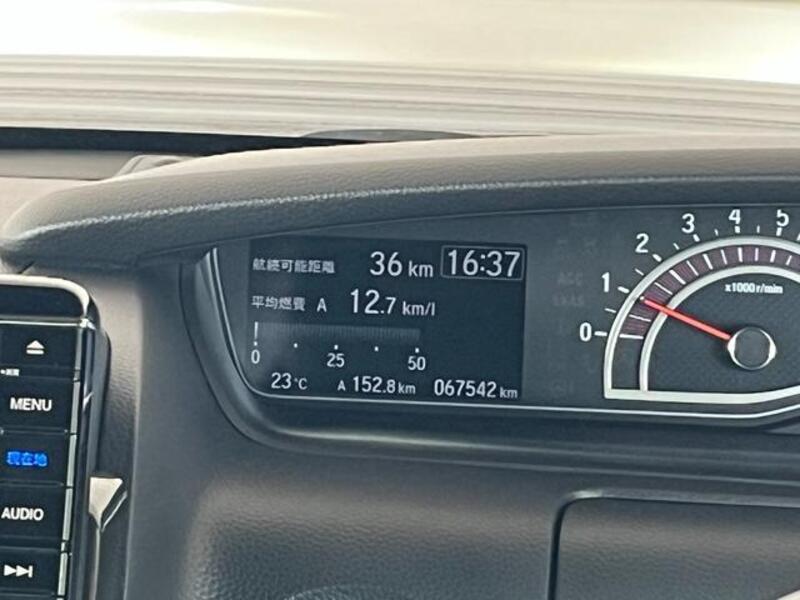 航続可能距離 36 km 16:37
平均燃費 A 12.7 km/l
0 25 50
23℃ A 152.8 km 067542 km
0 1 2 3 4 5
x1000r/min
MENU
現在地
AUDIO